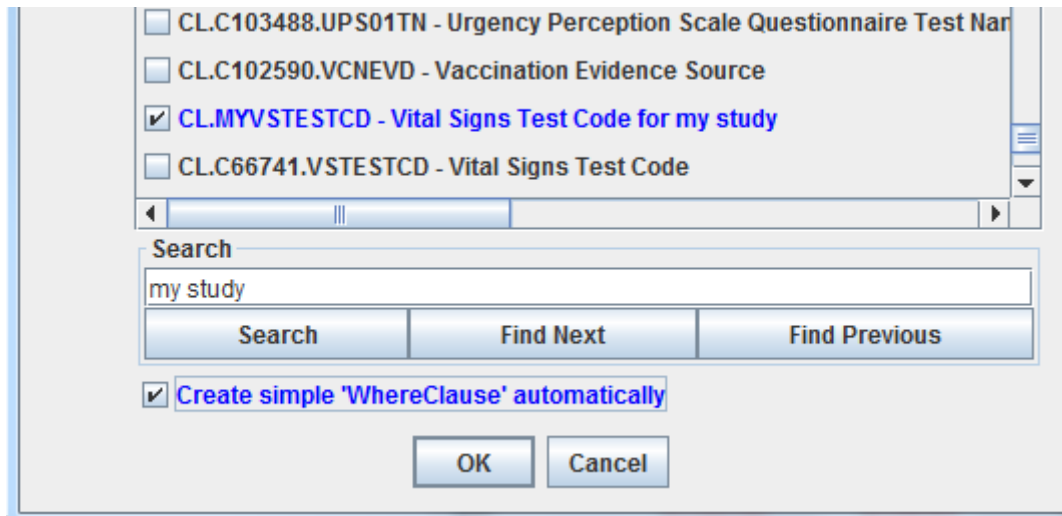 CL.C103488.UPS01TN - Urgency Perception Scale Questionnaire Test
CL.C102590.VCNEVD - Vaccination Evidence Source
CL.MYVSTESTCD - Vital Signs Test Code for my study
CL.C66741.VSTESTCD - Vital Signs Test Code
Search
my study
Search Find Next Find Previous
Create simple 'WhereClause' automatically
OK Cancel